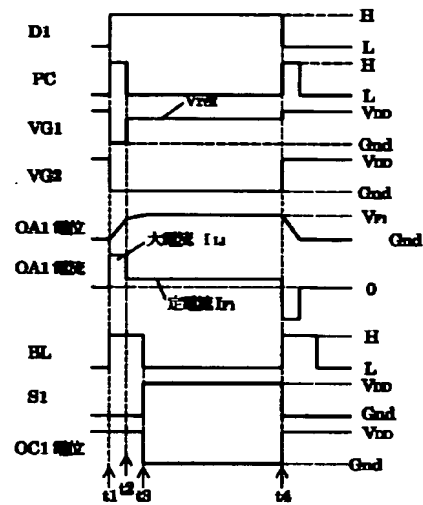 D1
H
L
PC
H
L
VG1
Vref
VDD
Gnd
VG2
VDD
Gnd
OA1 電位
VP1
Gnd
OA1 電流
大電流 IL1
0
定電流 IP1
BL
H
L
S1
VDD
Gnd
OC1 電位
VDD
Gnd
t1
t2
t3
t4